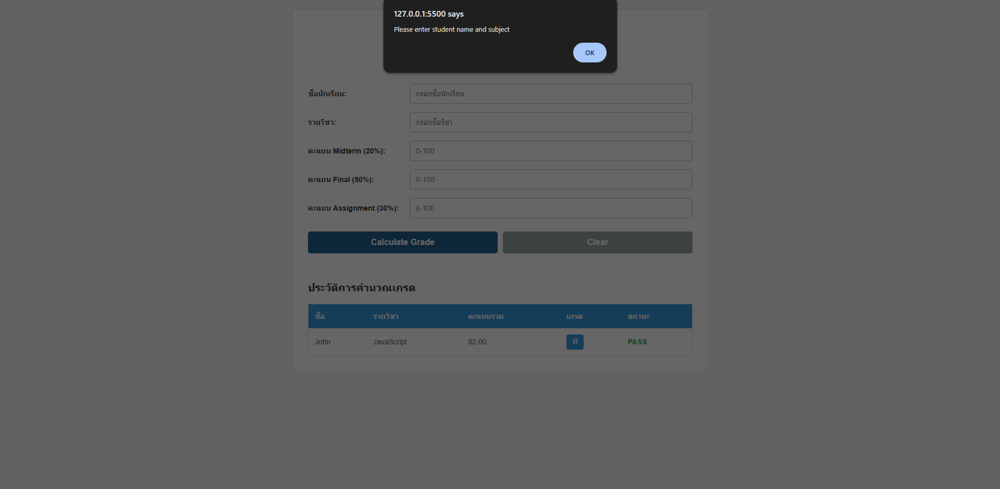 127.0.0.1:5500 says
Please enter student name and subject
OK
ชื่อนักเรียน:
กรอกชื่อนักเรียน
รายวิชา:
กรอกชื่อวิชา
คะแนน Midterm (20%):
0-100
คะแนน Final (50%):
0-100
คะแนน Assignment (30%):
0-100
Calculate Grade
Clear
ประวัติการคำนวณเกรด
ชื่อ รายวิชา คะแนนรวม เกรด สถานะ
John JavaScript 82.00 B PASS